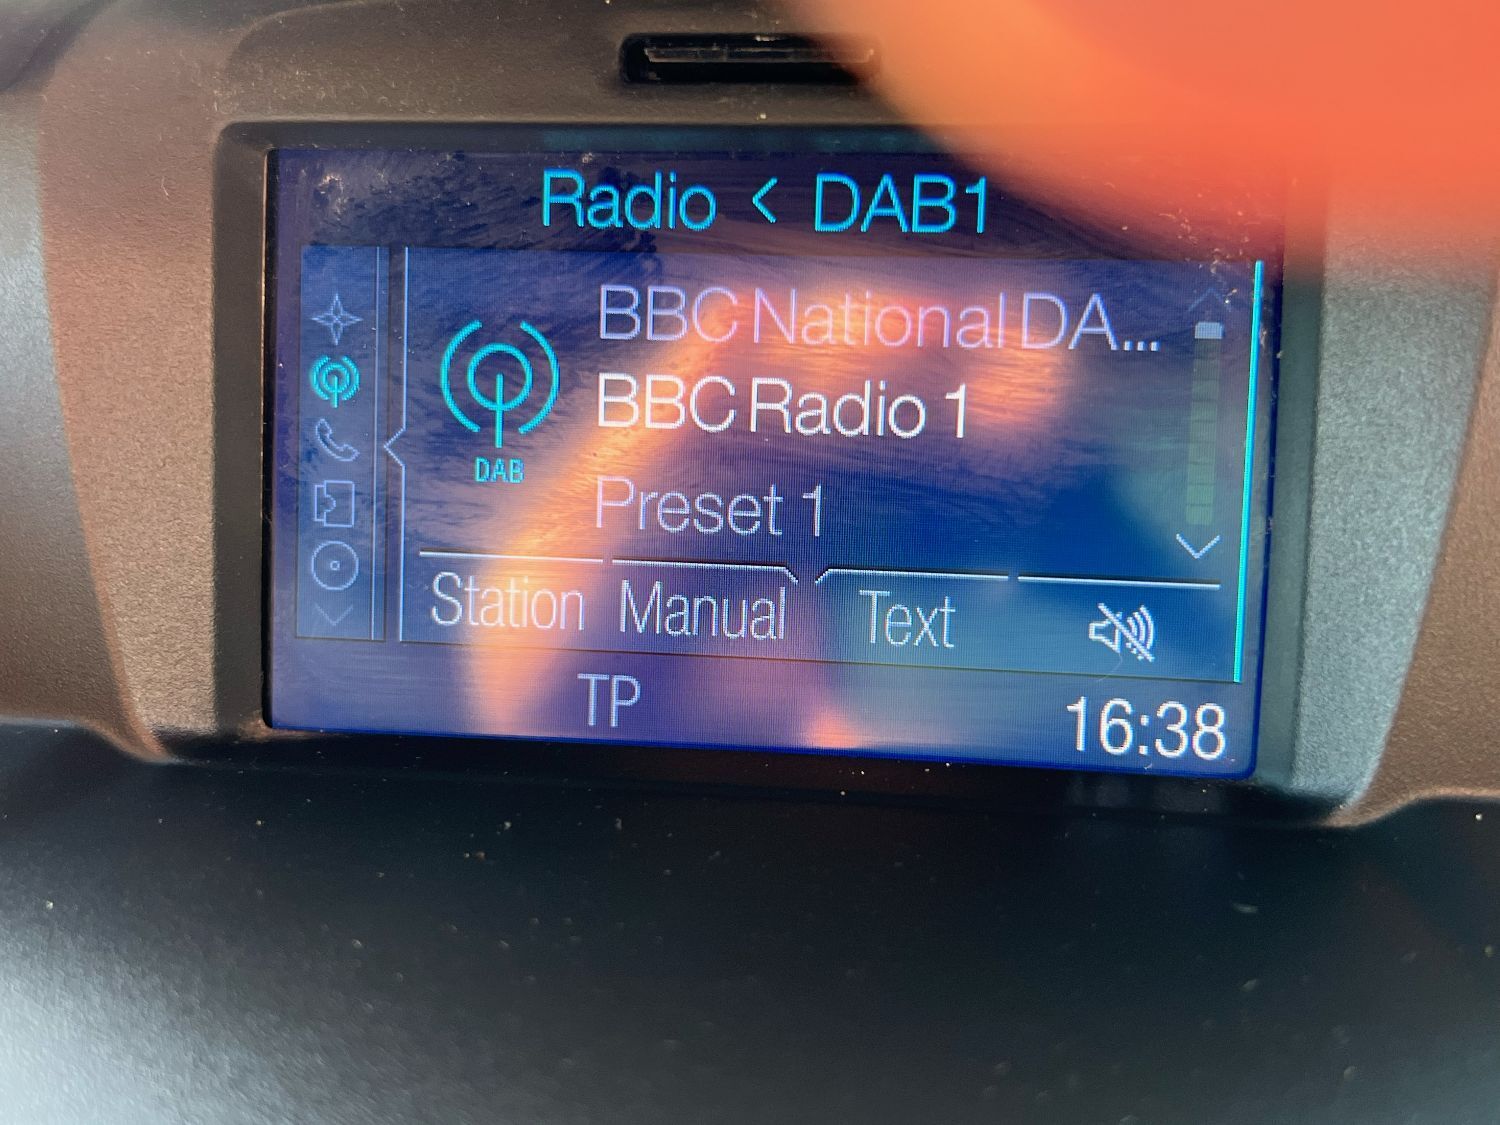 Radio < DAB1
BBC National DA...
BBC Radio 1
DAB
Preset 1
Station Manual Text
TP
16:38